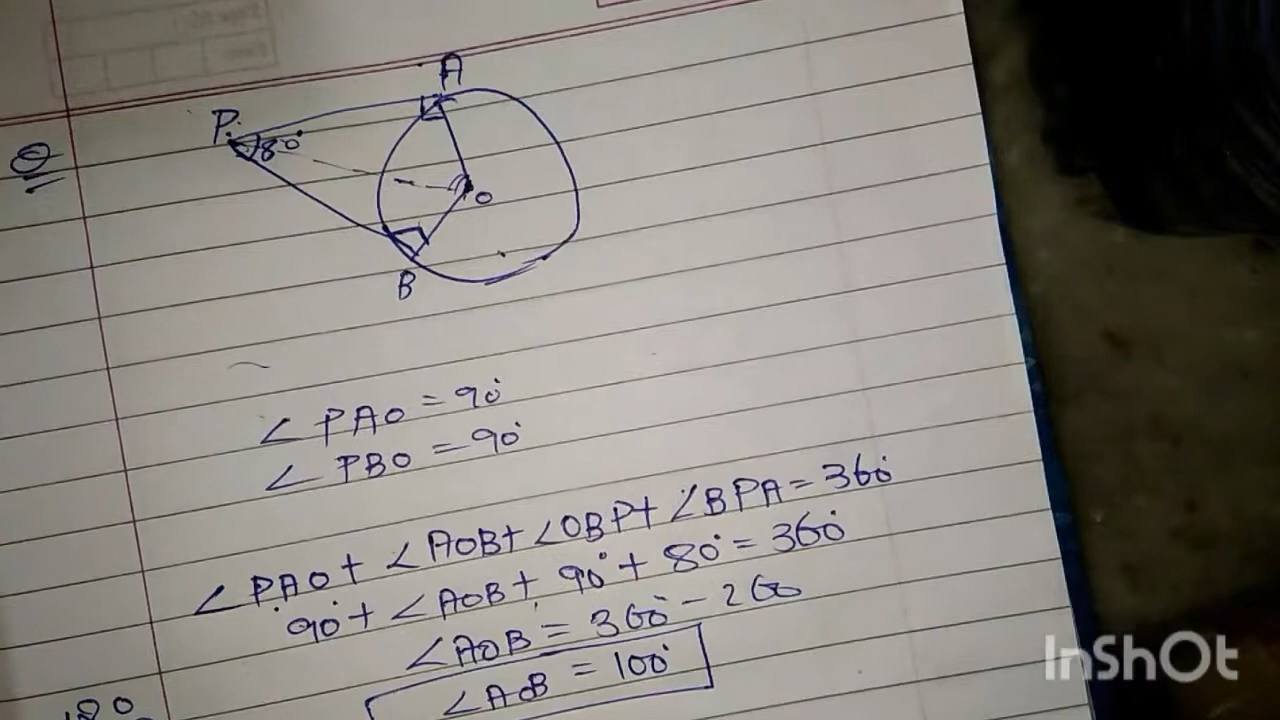 Q
A
P
80°
O
B
∠ PAO = 90°
∠ PBO = 90°
∠ PAO + ∠AOB + ∠OBP + ∠BPA = 360°
90° + ∠AOB + 90° + 80° = 360°
∠AOB = 360° - 260
∠AOB = 100°
180
InShOt